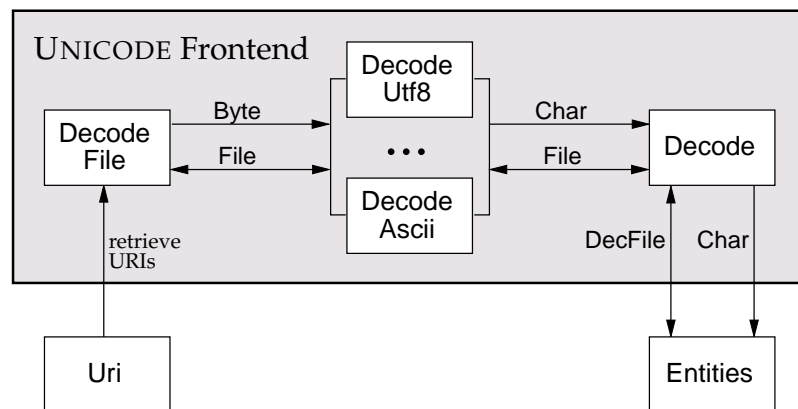 UNICODE Frontend
Decode
Utf8
Byte
Char
Decode
File
File
...
File
Decode
Decode
Ascii
retrieve
URIs
DecFile
Char
Uri
Entities